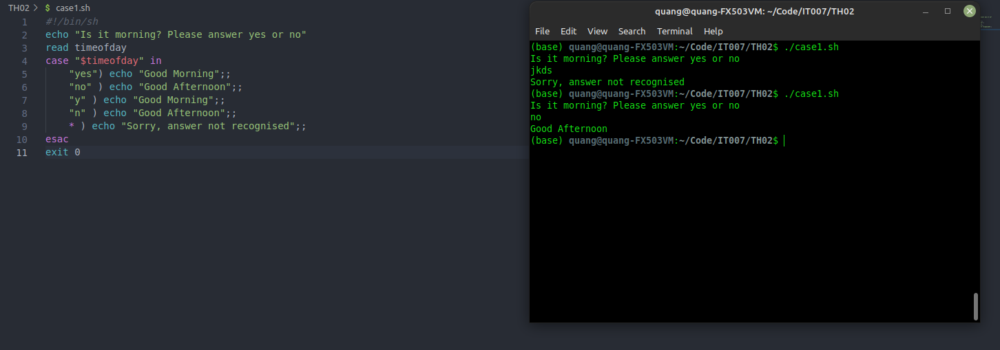 TH02 > $ case1.sh
1 #!/bin/sh
2 echo "Is it morning? Please answer yes or no"
3 read timeofday
4 case "$timeofday" in
5 "yes") echo "Good Morning";;
6 "no" ) echo "Good Afternoon";;
7 "y" ) echo "Good Morning";;
8 "n" ) echo "Good Afternoon";;
9 * ) echo "Sorry, answer not recognised";;
10 esac
11 exit 0
quang@quang-FX503VM: ~/Code/IT007/TH02
File Edit View Search Terminal Help
(base) quang@quang-FX503VM:~/Code/IT007/TH02$ ./case1.sh
Is it morning? Please answer yes or no
jkds
Sorry, answer not recognised
(base) quang@quang-FX503VM:~/Code/IT007/TH02$ ./case1.sh
Is it morning? Please answer yes or no
no
Good Afternoon
(base) quang@quang-FX503VM:~/Code/IT007/TH02$